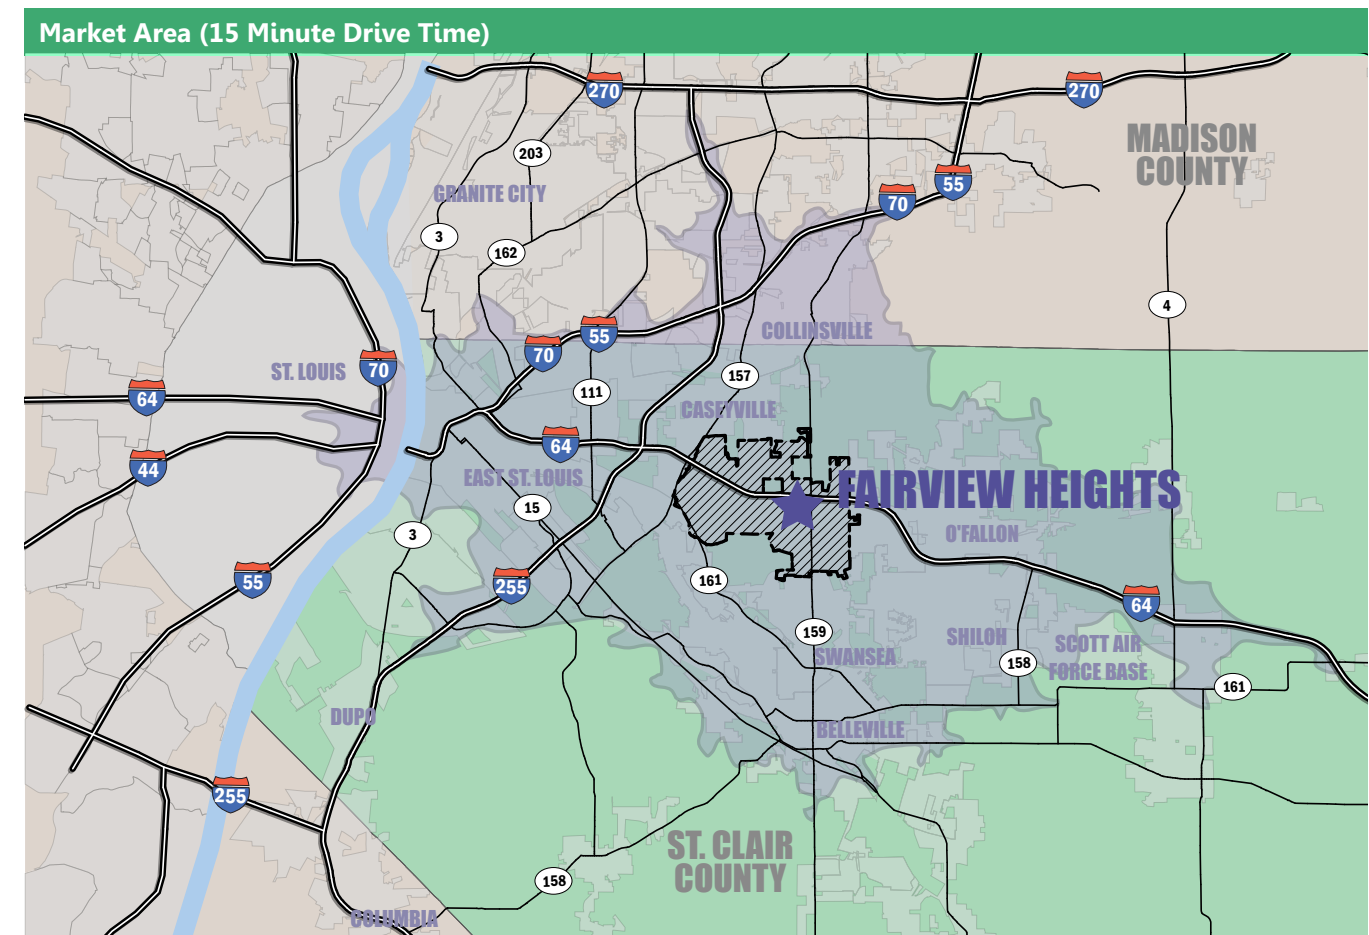 Market Area (15 Minute Drive Time)
270
270
MADISON
COUNTY
203
55
GRANITE CITY
70
3
162
4
COLLINSVILLE
55
70
70
ST. LOUIS
157
64
111
CASEYVILLE
64
44
EAST ST. LOUIS
FAIRVIEW HEIGHTS
15
3
O'FALLON
55
255
161
64
159
SHILOH
SCOTT AIR
FORCE BASE
SWANSEA
158
161
DUPO
BELLEVILLE
255
ST. CLAIR
COUNTY
158
COLUMBIA